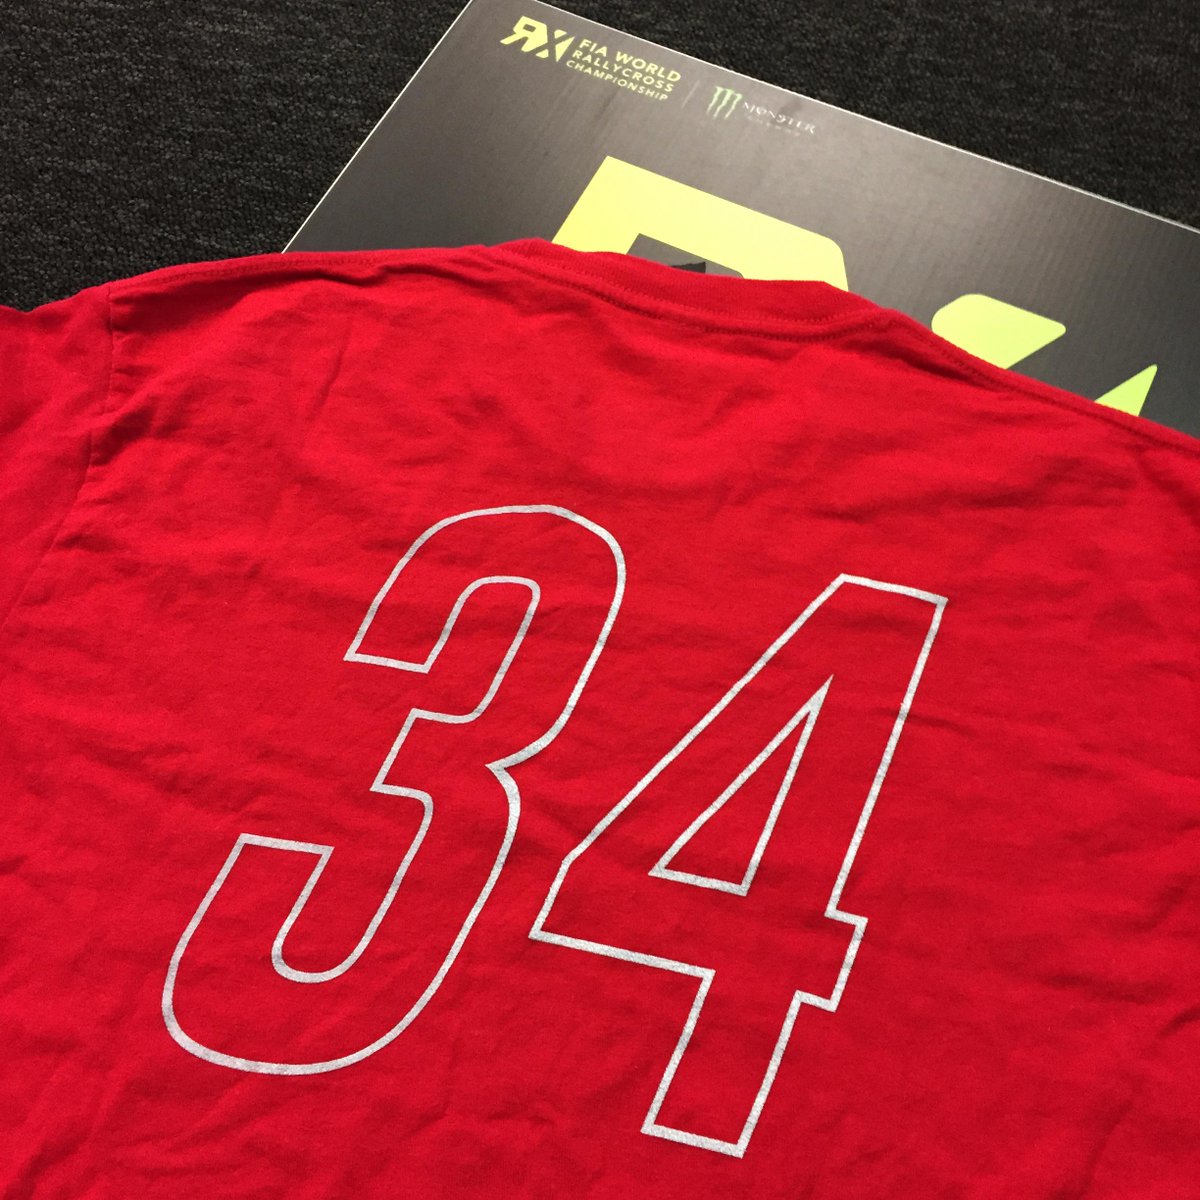 RX
FIA WORLD
RALLYCROSS
CHAMPIONSHIP
MONSTER
34